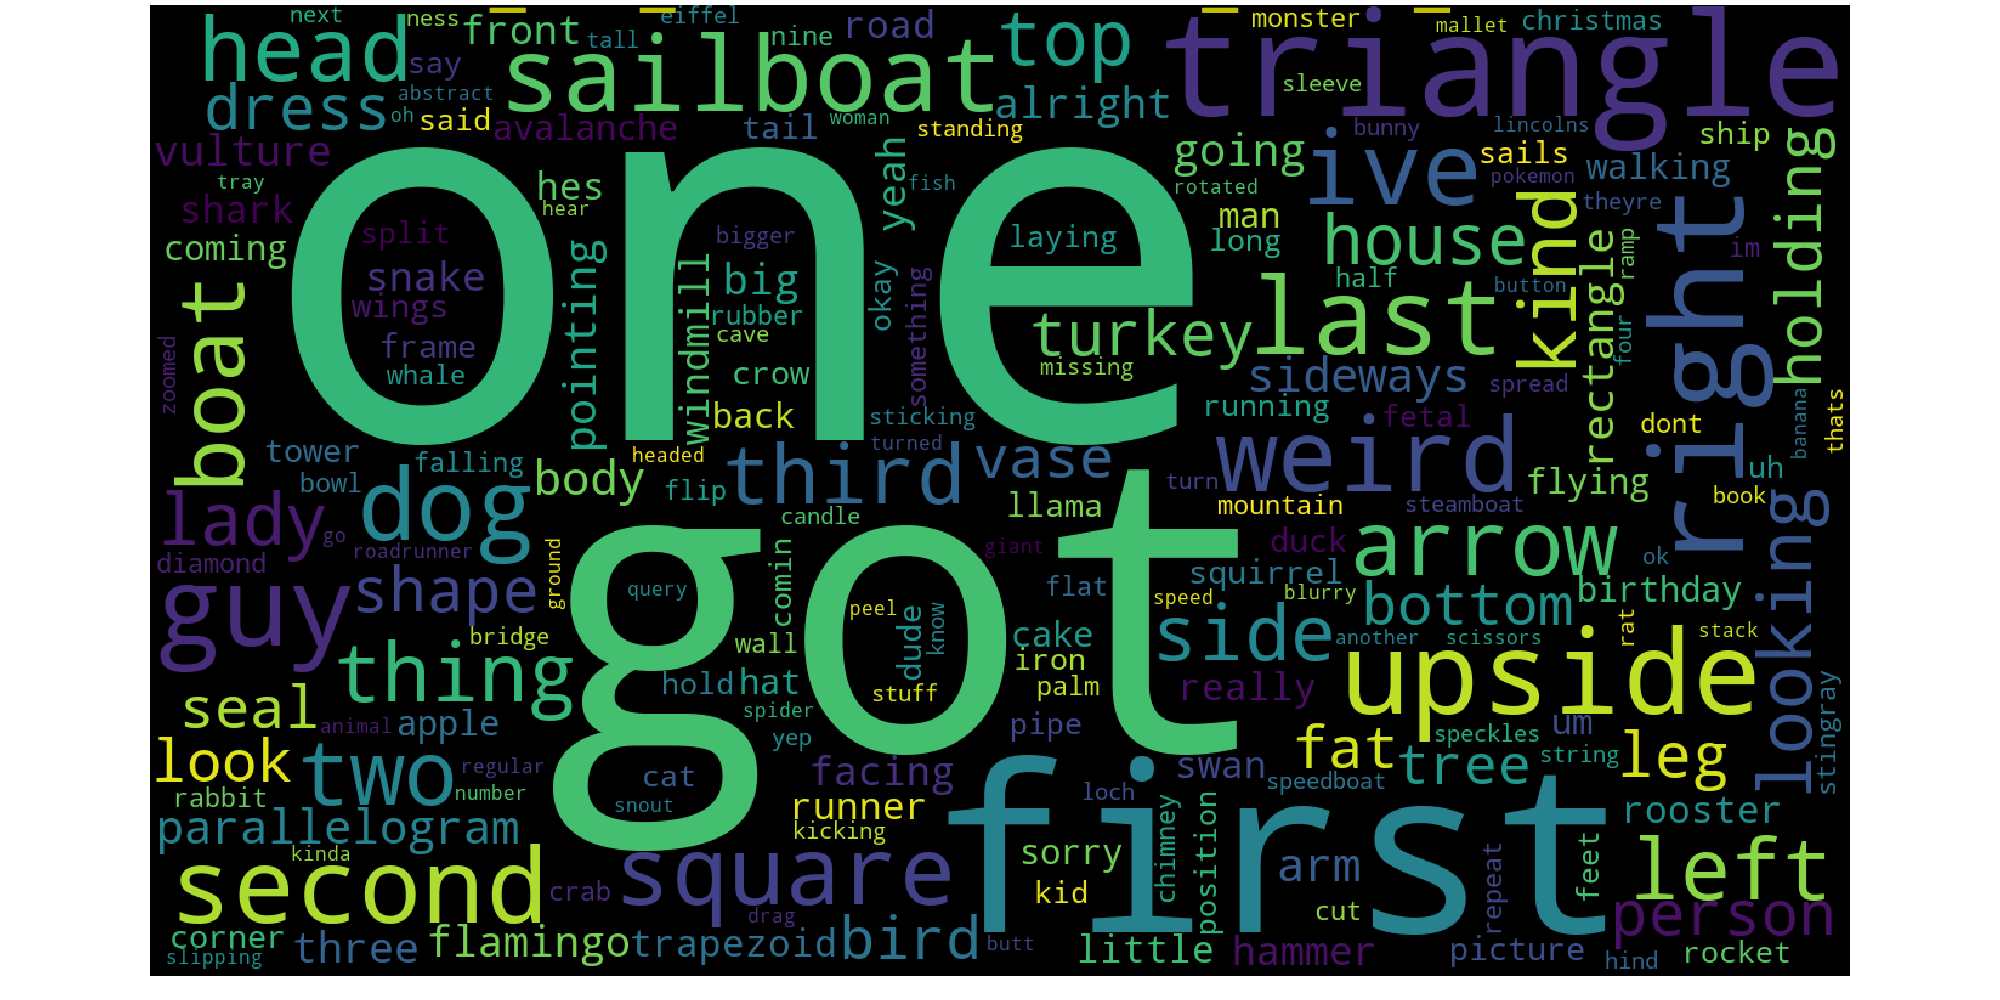 next
ness
front
eiffel
tall
nine
road
monster
mallet
christmas
head
say
sailboat
top
triangle
sleeve
dress
abstract
oh
said
avalanche
tail
woman
standing
alright
bunny
lincolns
ship
vulture
tray
shark
hes
hear
yeah
fish
going
rotated
ive
sails
pokemon
walking
theyre
holding
coming
split
snake
wings
frame
whale
pointing
bigger
big
rubber
cave
windmill
okay
something
laying
man
long
house
half
button
kind
rectangle
ramp
im
right
boat
zoomed
crow
back
sticking
turned
turkey
missing
last
sideways
running
fetal
spread
four
dont
banana
thats
one
tower
bowl
falling
dog
body
headed
flip
third
vase
llama
turn
weird
mountain
steamboat
flying
uh
book
lady
go
diamond
roadrunner
candle
giant
duck
arrow
ok
looking
guy
shape
ground
query
comin
peel
know
dude
flat
squirrel
speed
blurry
bottom
birthday
bridge
thing
wall
got
cake
iron
palm
side
another
scissors
rat
stack
seal
animal
apple
hold
hat
spider
yep
stuff
pipe
really
upside
um
stingray
look
two
regular
rabbit
number
cat
snout
facing
runner
kicking
loch
swan
speedboat
fat
speckles
tree
string
leg
rooster
parallelogram
kinda
second
crab
square
drag
first
sorry
kid
chimney
position
arm
cut
repeat
feet
left
person
corner
slipping
three
flamingo
trapezoid
bird
butt
little
hammer
picture
hind
rocket